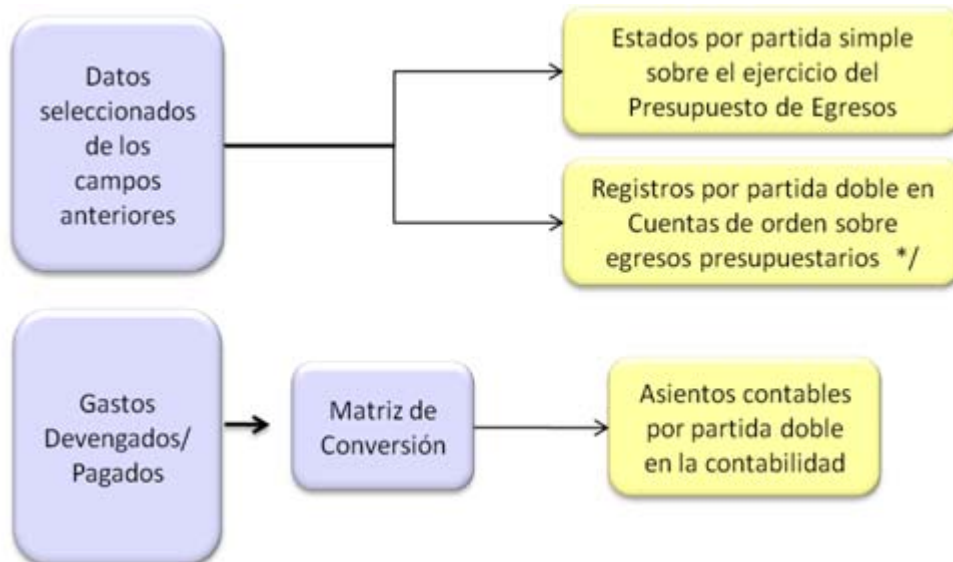 Datos
seleccionados
de los
campos
anteriores
Estados por partida simple
sobre el ejercicio del
Presupuesto de Egresos
Registros por partida doble en
Cuentas de orden sobre
egresos presupuestarios */
Gastos
Devengados/
Pagados
Matriz de
Conversión
Asientos contables
por partida doble
en la contabilidad